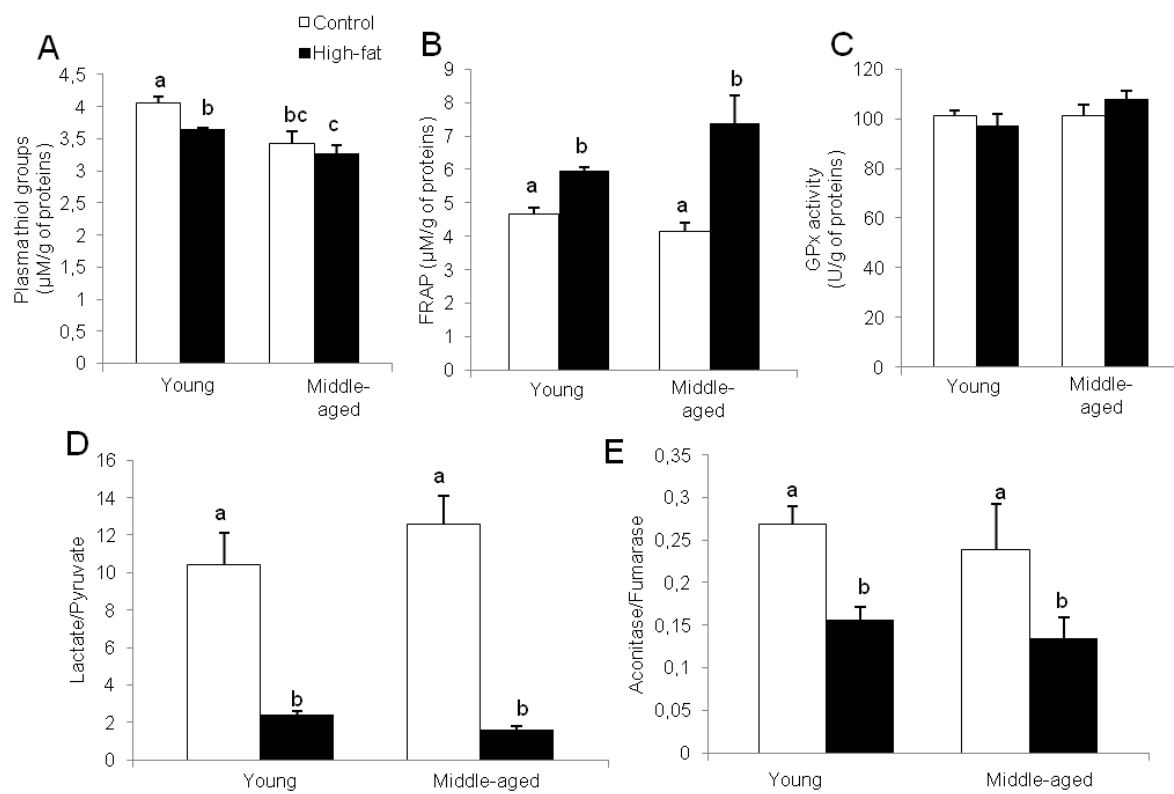 Control
High-fat
A
Plasmathiol groups
(µM/g of proteins)
4,5
4
3,5
3
2,5
2
1,5
1
0,5
0
a
b
bc
c
Young
Middle-
aged
B
FRAP (µM/g of proteins)
9
8
7
6
5
4
3
2
1
0
a
b
a
b
Young
Middle-
aged
C
GPx activity
(U/g of proteins)
120
100
80
60
40
20
0
Young
Middle-
aged
D
Lactate/Pyruvate
16
14
12
10
8
6
4
2
0
a
b
a
b
Young
Middle-aged
E
Aconitase/Fumarase
0,35
0,3
0,25
0,2
0,15
0,1
0,05
0
a
b
a
b
Young
Middle-aged